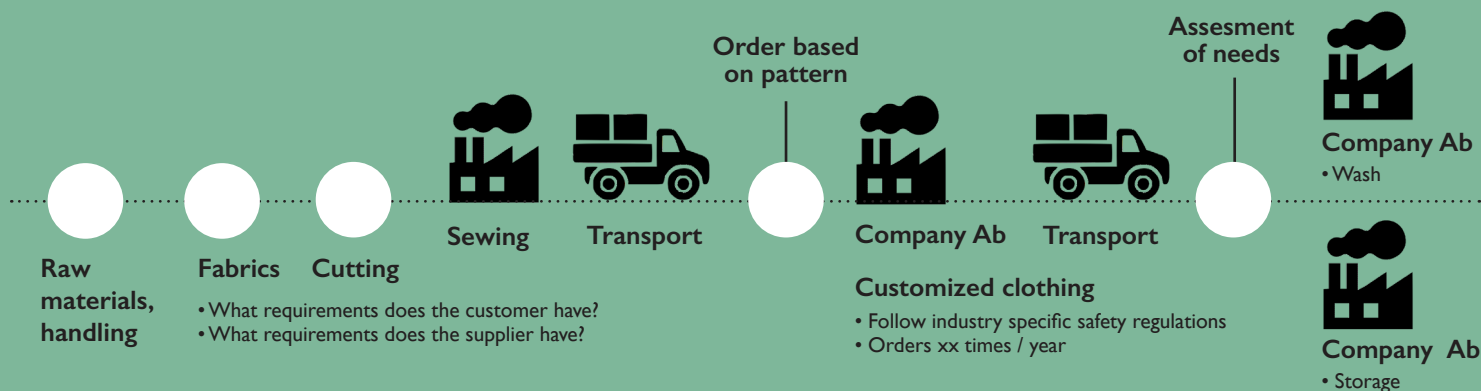 Raw
materials,
handling
Fabrics
Cutting
• What requirements does the customer have?
• What requirements does the supplier have?
Sewing
Transport
Order based
on pattern
Company Ab
Customized clothing
• Follow industry specific safety regulations
• Orders xx times / year
Transport
Assesment
of needs
Company Ab
• Wash
Company Ab
• Storage